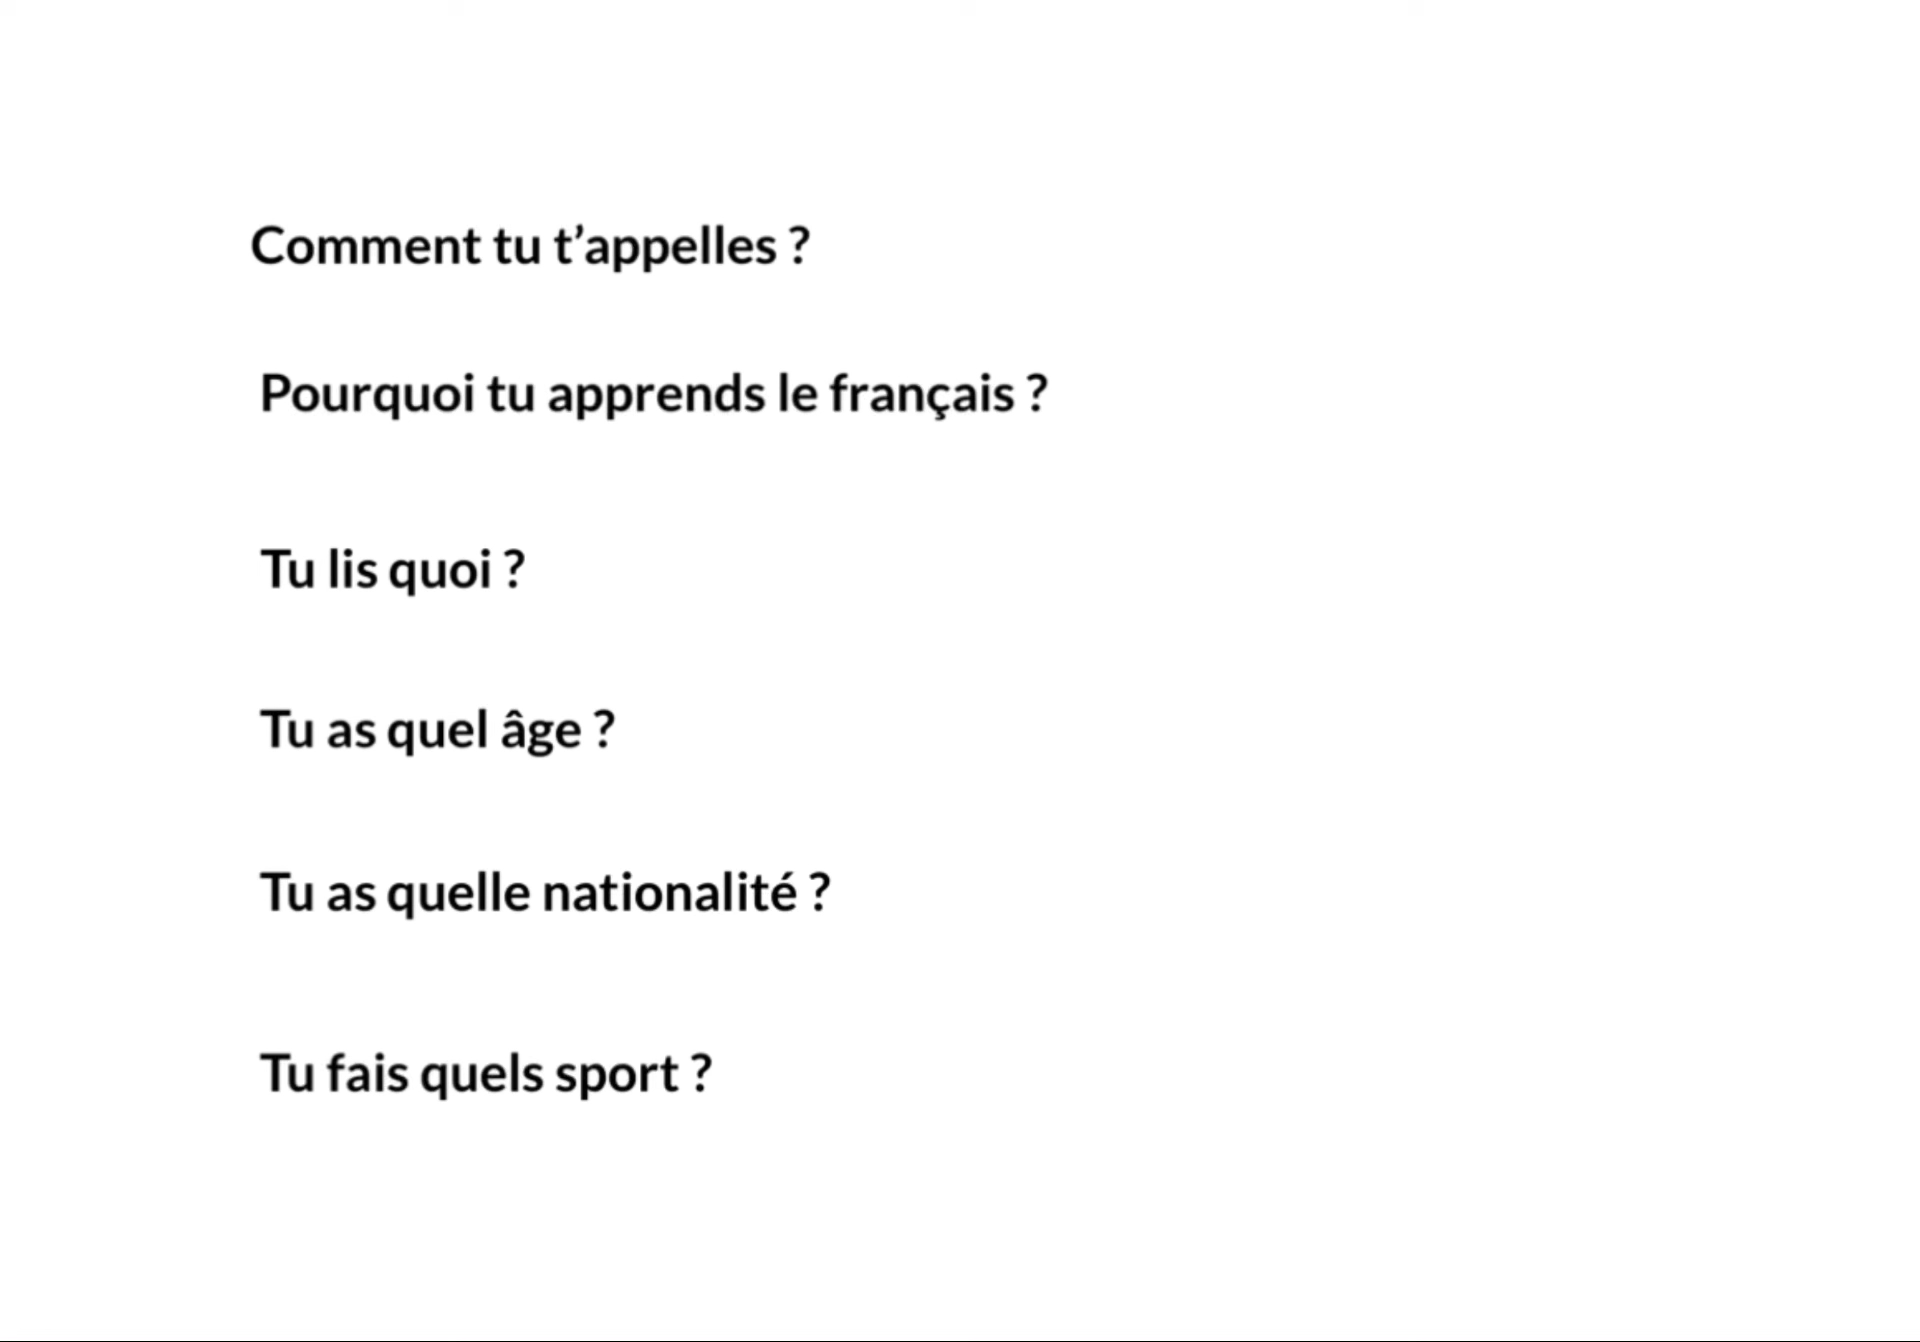 Comment tu t’appelles ?
Pourquoi tu apprends le français ?
Tu lis quoi ?
Tu as quel âge ?
Tu as quelle nationalité ?
Tu fais quels sport ?